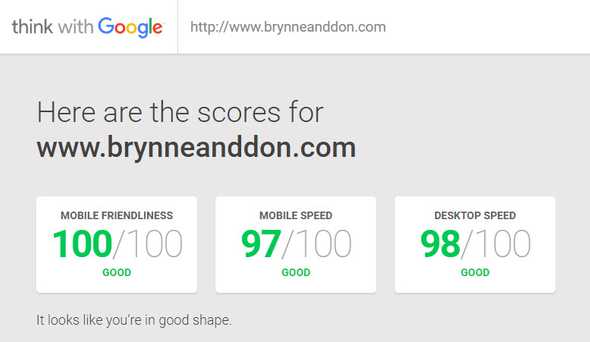 think with Google http://www.brynneanddon.com
Here are the scores for
www.brynneanddon.com
MOBILE FRIENDLINESS MOBILE SPEED DESKTOP SPEED
100/100 97/100 98/100
GOOD GOOD GOOD
It looks like you're in good shape.